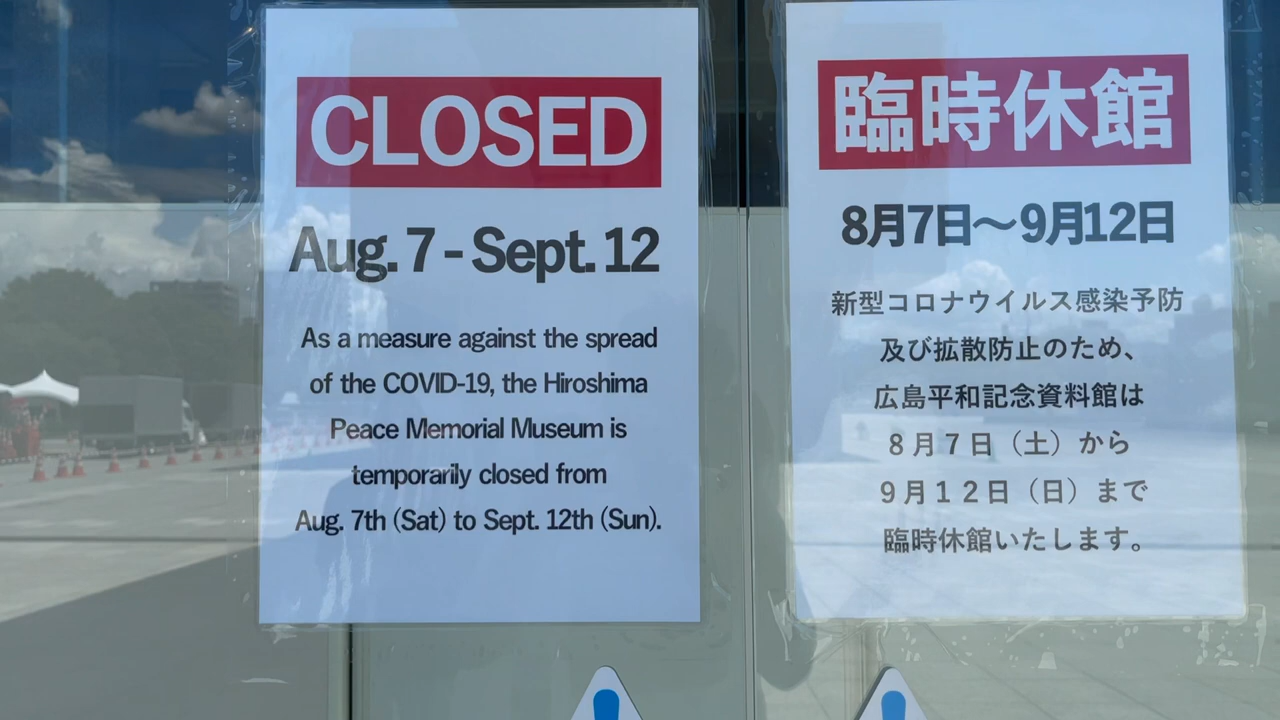 CLOSED
Aug. 7 - Sept. 12
As a measure against the spread
of the COVID-19, the Hiroshima
Peace Memorial Museum is
temporarily closed from
Aug. 7th (Sat) to Sept. 12th (Sun).
臨時休館
8月7日～9月12日
新型コロナウイルス感染予防
及び拡散防止のため、
広島平和記念資料館は
８月７日（土）から
９月１２日（日）まで
臨時休館いたします。